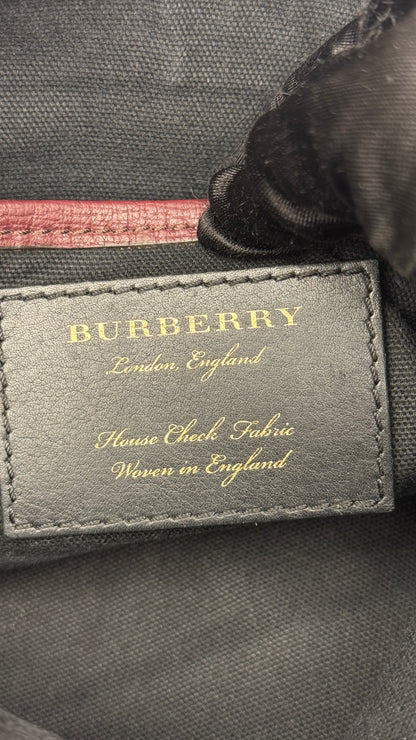 BURBERRY
London, England
House Check Fabric
Woven in England